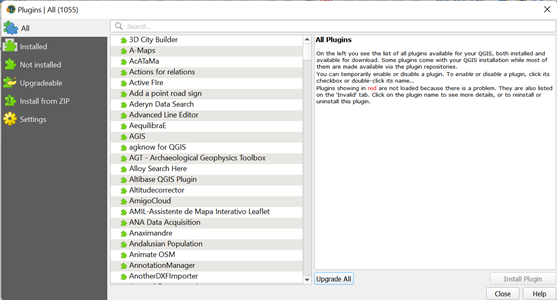 Plugins | All (1055)
All
Installed
Not installed
Upgradeable
Install from ZIP
Settings
Search...
3D City Builder
A-Maps
AcATaMa
Actions for relations
Active Fire
Add a point road sign
Aderyn Data Search
Advanced Line Editor
AequilibraE
AGIS
agknow for QGIS
AGT - Archaeological Geophysics Toolbox
Alloy Search Here
Altibase QGIS Plugin
Altitudecorrector
AmigoCloud
AMIL-Assistente de Mapa Interativo Leaflet
ANA Data Acquisition
Anaximandre
Andalusian Population
Animate OSM
AnnotationManager
AnotherDXFImporter
All Plugins
On the left you see the list of all plugins available for your QGIS, both installed and
available for download. Some plugins come with your QGIS installation while most of
them are made available via the plugin repositories.
You can temporarily enable or disable a plugin. To enable or disable a plugin, click its
checkbox or double-click its name...
Plugins showing in red are not loaded because there is a problem. They are also listed
on the 'Invalid' tab. Click on the plugin name to see more details, or to reinstall or
uninstall this plugin.
Upgrade All
Install Plugin
Close
Help